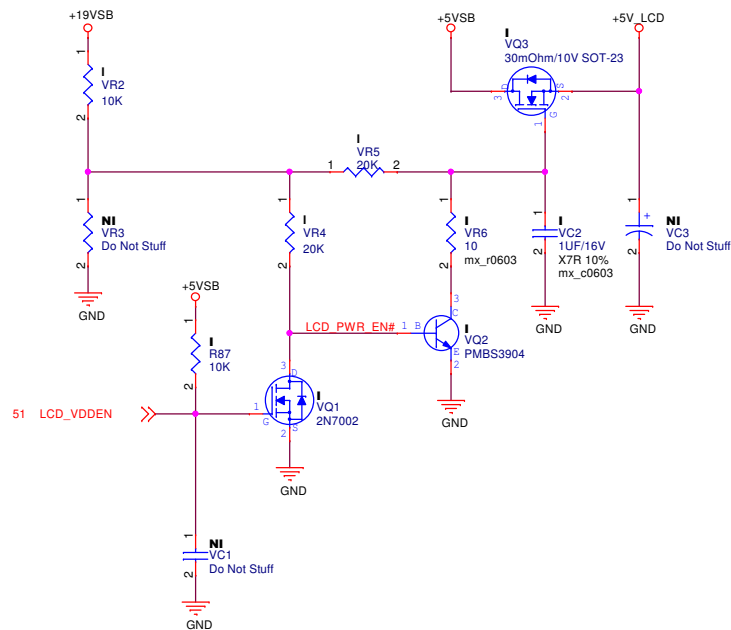 +19VSB
+5VSB
+5V_LCD
1
I
VR2
10K
2
I
VQ3
30mOhm/10V SOT-23
3
D
S
2
G
1
I
VR5
1
20K
2
1
NI
VR3
Do Not Stuff
2
GND
1
I
VR4
20K
2
1
I
VR6
10
mx_r0603
2
1
I
VC2
1UF/16V
X7R 10%
mx_c0603
2
GND
1
+
NI
VC3
Do Not Stuff
2
GND
+5VSB
1
I
R87
10K
2
LCD_PWR_EN#
1
B
3
C
I
VQ2
PMBS3904
E
2
GND
51 LCD_VDDEN
3
D
1
G
I
VQ1
2N7002
2
S
GND
1
NI
VC1
Do Not Stuff
2
GND